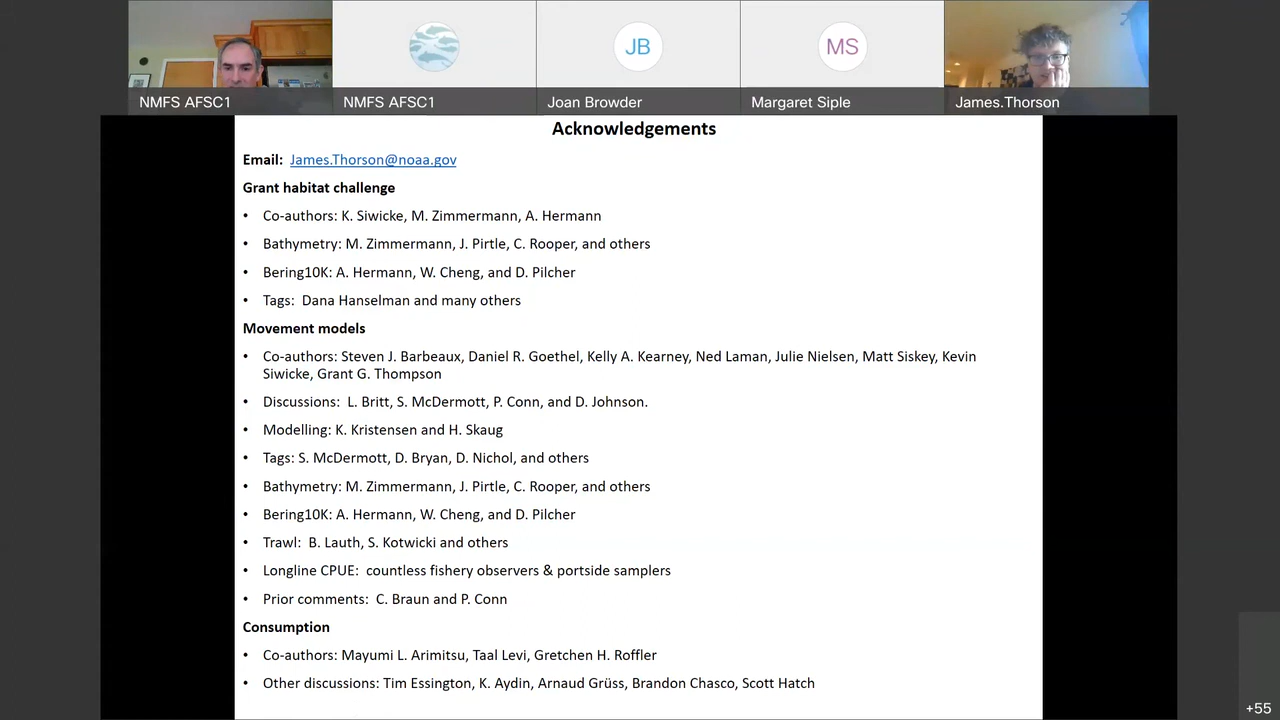 JB
MS
NMFS AFSC1
NMFS AFSC1
Joan Browder
Margaret Siple
James.Thorson
Acknowledgements
Email: James.Thorson@noaa.gov
Grant habitat challenge
• Co-authors: K. Siwicke, M. Zimmermann, A. Hermann
• Bathymetry: M. Zimmermann, J. Pirtle, C. Rooper, and others
• Bering10K: A. Hermann, W. Cheng, and D. Pilcher
• Tags: Dana Hanselman and many others
Movement models
• Co-authors: Steven J. Barbeaux, Daniel R. Goethel, Kelly A. Kearney, Ned Laman, Julie Nielsen, Matt Siskey, Kevin
Siwicke, Grant G. Thompson
• Discussions: L. Britt, S. McDermott, P. Conn, and D. Johnson.
• Modelling: K. Kristensen and H. Skaug
• Tags: S. McDermott, D. Bryan, D. Nichol, and others
• Bathymetry: M. Zimmermann, J. Pirtle, C. Rooper, and others
• Bering10K: A. Hermann, W. Cheng, and D. Pilcher
• Trawl: B. Lauth, S. Kotwicki and others
• Longline CPUE: countless fishery observers & portside samplers
• Prior comments: C. Braun and P. Conn
Consumption
• Co-authors: Mayumi L. Arimitsu, Taal Levi, Gretchen H. Roffler
• Other discussions: Tim Essington, K. Aydin, Arnaud Grüss, Brandon Chasco, Scott Hatch
+55